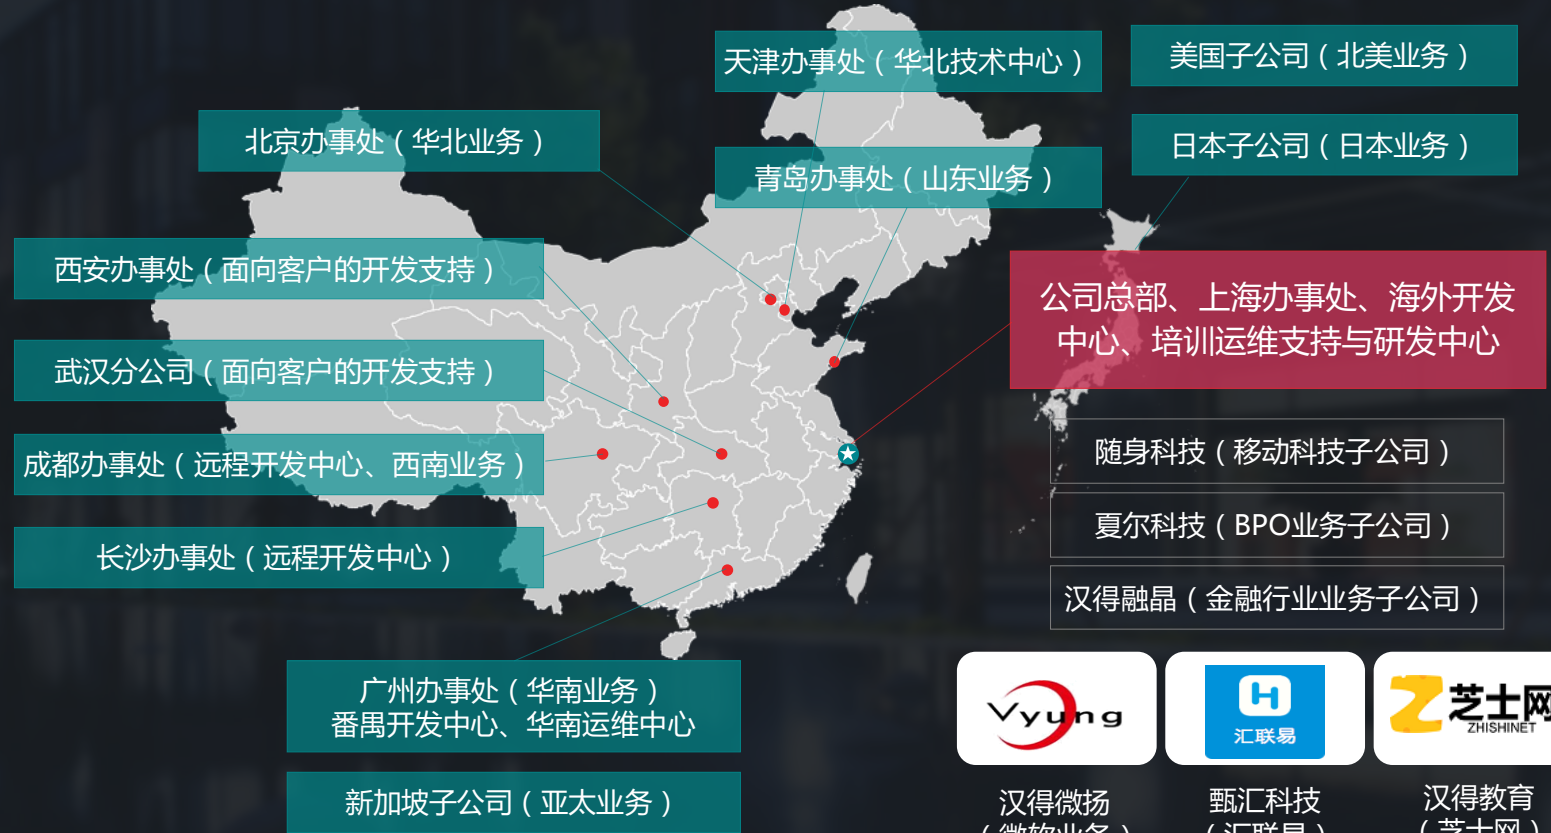 天津办事处（华北技术中心）
美国子公司（北美业务）
北京办事处（华北业务）
日本子公司（日本业务）
青岛办事处（山东业务）
西安办事处（面向客户的开发支持）
公司总部、上海办事处、海外开发
中心、培训运维支持与研发中心
武汉分公司（面向客户的开发支持）
成都办事处（远程开发中心、西南业务）
随身科技（移动科技子公司）
夏尔科技（BPO业务子公司）
长沙办事处（远程开发中心）
汉得融晶（金融行业业务子公司）
广州办事处（华南业务）
番禺开发中心、华南运维中心
新加坡子公司（亚太业务）
Vyung
汇联易
芝士网
ZHISHINET
汉得微扬
（微软业务）
甄汇科技
（汇联易）
汉得教育
（芝士网）